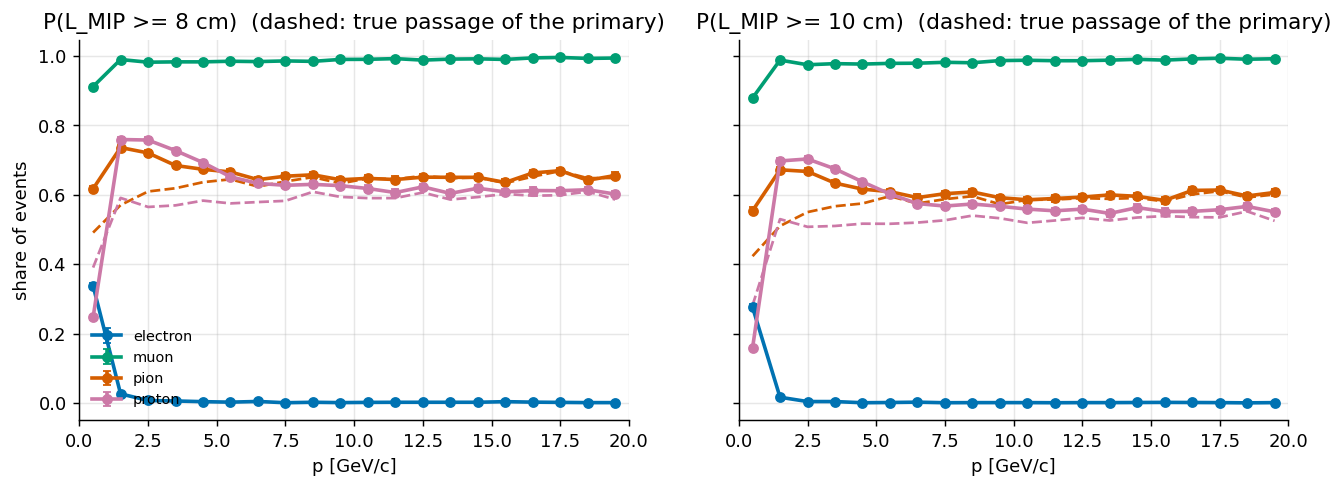 P(L_MIP >= 8 cm)  (dashed: true passage of the primary)
share of events
1.0
0.8
0.6
0.4
0.2
0.0
electron
muon
pion
proton
0.0 2.5 5.0 7.5 10.0 12.5 15.0 17.5 20.0
p [GeV/c]
P(L_MIP >= 10 cm)  (dashed: true passage of the primary)
0.0 2.5 5.0 7.5 10.0 12.5 15.0 17.5 20.0
p [GeV/c]